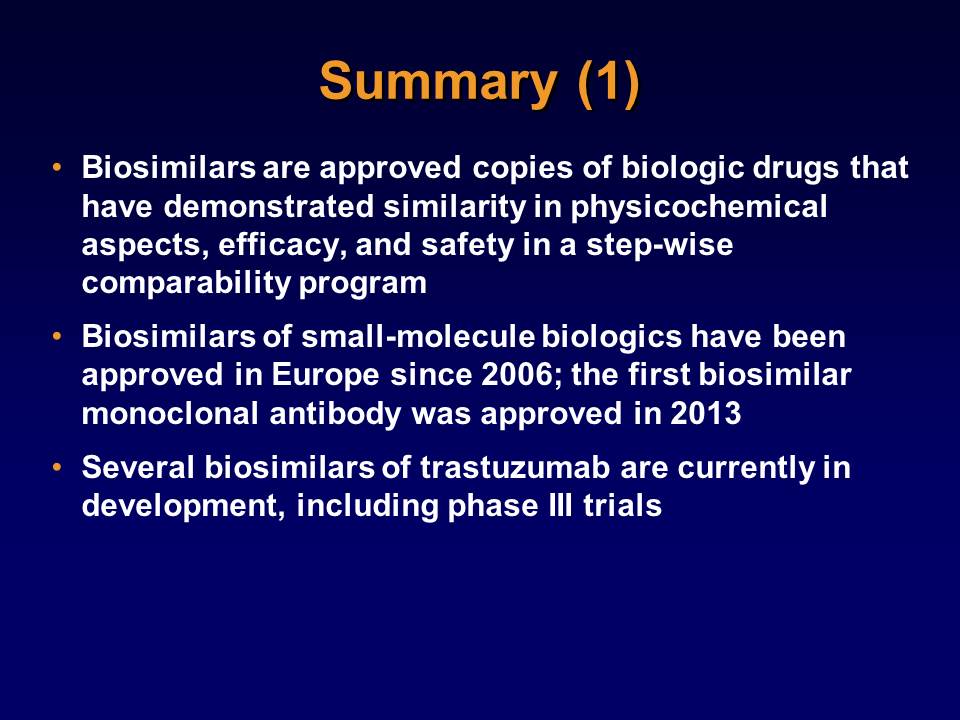 Summary (1)
• Biosimilars are approved copies of biologic drugs that
have demonstrated similarity in physicochemical
aspects, efficacy, and safety in a step-wise
comparability program
• Biosimilars of small-molecule biologics have been
approved in Europe since 2006; the first biosimilar
monoclonal antibody was approved in 2013
• Several biosimilars of trastuzumab are currently in
development, including phase III trials